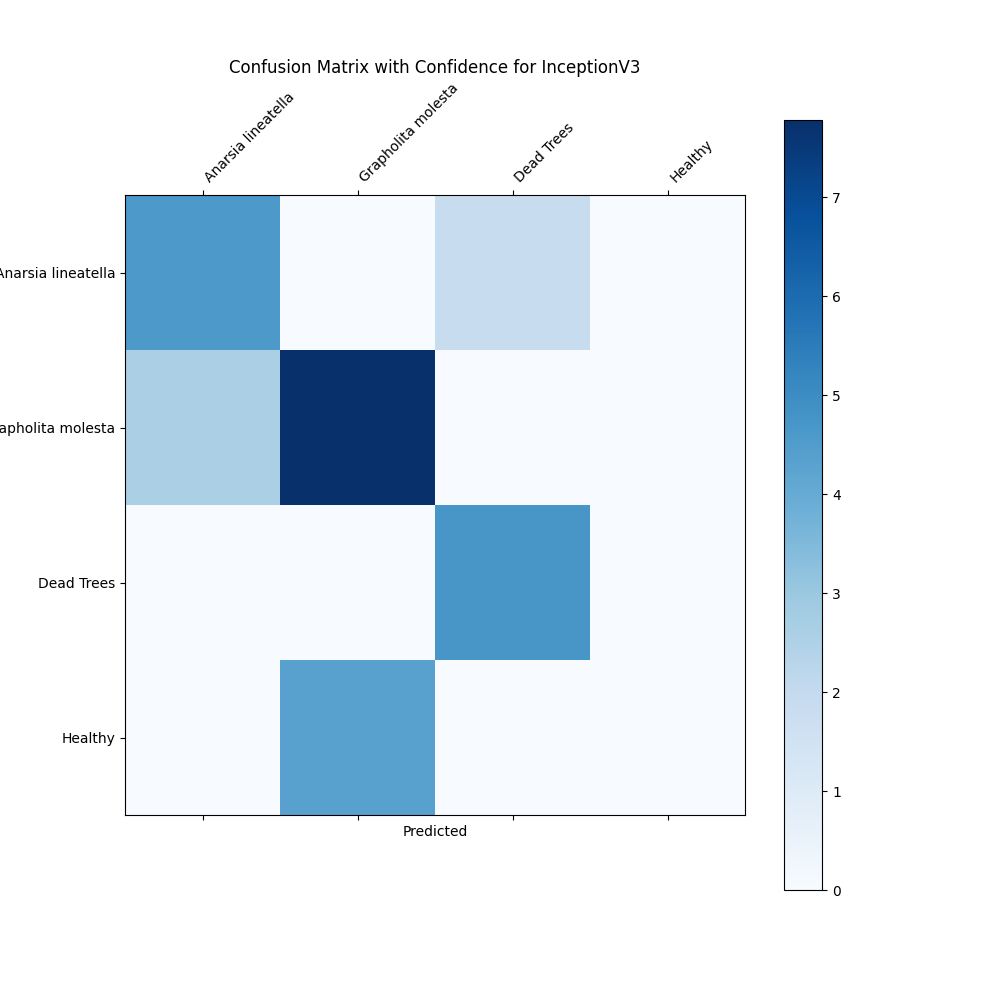 Confusion Matrix with Confidence for InceptionV3
Anarsia lineatella
Grapholita molesta
Dead Trees
Healthy
Anarsia lineatella
apholita molesta
Dead Trees
Healthy
Predicted
7
6
5
4
3
2
1
0